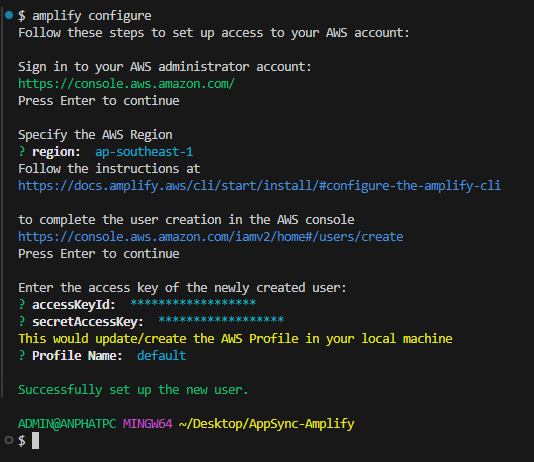 $ amplify configure
Follow these steps to set up access to your AWS account:
Sign in to your AWS administrator account:
https://console.aws.amazon.com/
Press Enter to continue
Specify the AWS Region
? region:  ap-southeast-1
Follow the instructions at
https://docs.amplify.aws/cli/start/install/#configure-the-amplify-cli
to complete the user creation in the AWS console
https://console.aws.amazon.com/iamv2/home#/users/create
Press Enter to continue
Enter the access key of the newly created user:
? accessKeyId:  ******************
? secretAccessKey:  ******************
This would update/create the AWS Profile in your local machine
? Profile Name:  default
Successfully set up the new user.
ADMIN@ANPHATPC MINGW64 ~/Desktop/AppSync-Amplify
$